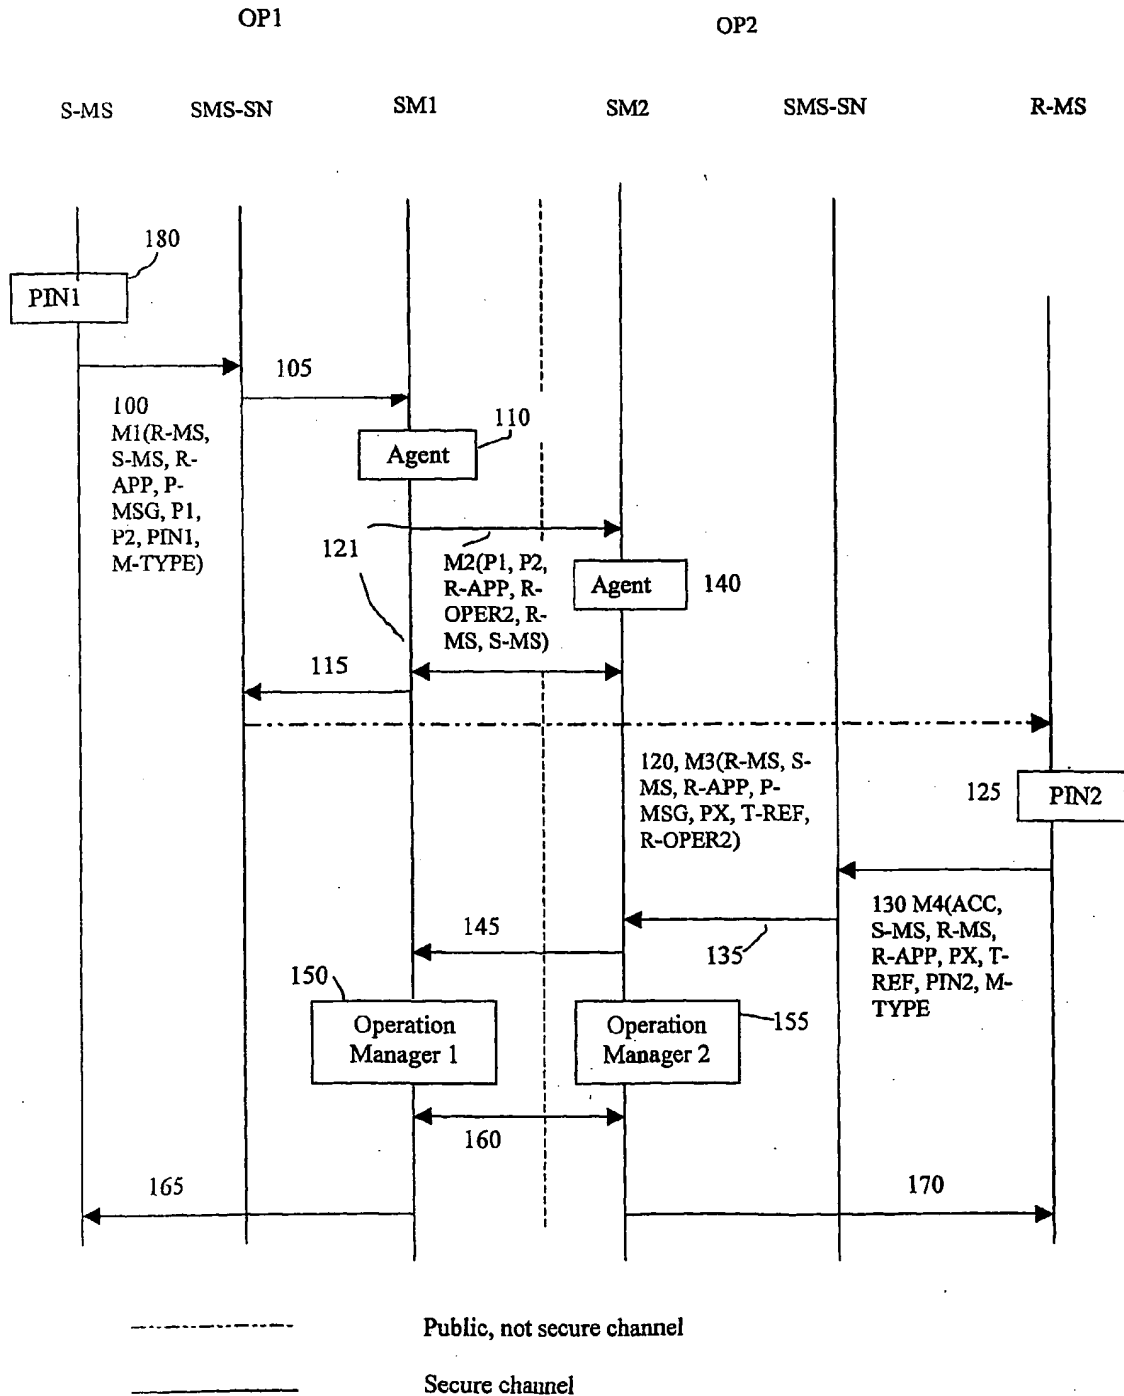 OP1
OP2
S-MS
SMS-SN
SM1
SM2
SMS-SN
R-MS
180
PIN1
105
100
M1(R-MS,
S-MS, R-
APP, P-
MSG, P1,
P2, PIN1,
M-TYPE)
110
Agent
121
M2(P1, P2,
R-APP, R-
OPER2, R-
MS, S-MS)
Agent
140
115
120, M3(R-MS, S-
MS, R-APP, P-
MSG, PX, T-REF,
R-OPER2)
125
PIN2
130 M4(ACC,
S-MS, R-MS,
R-APP, PX, T-
REF, PIN2, M-
TYPE
135
145
150
Operation
Manager 1
Operation
Manager 2
155
160
165
170
Public, not secure channel
Secure channel